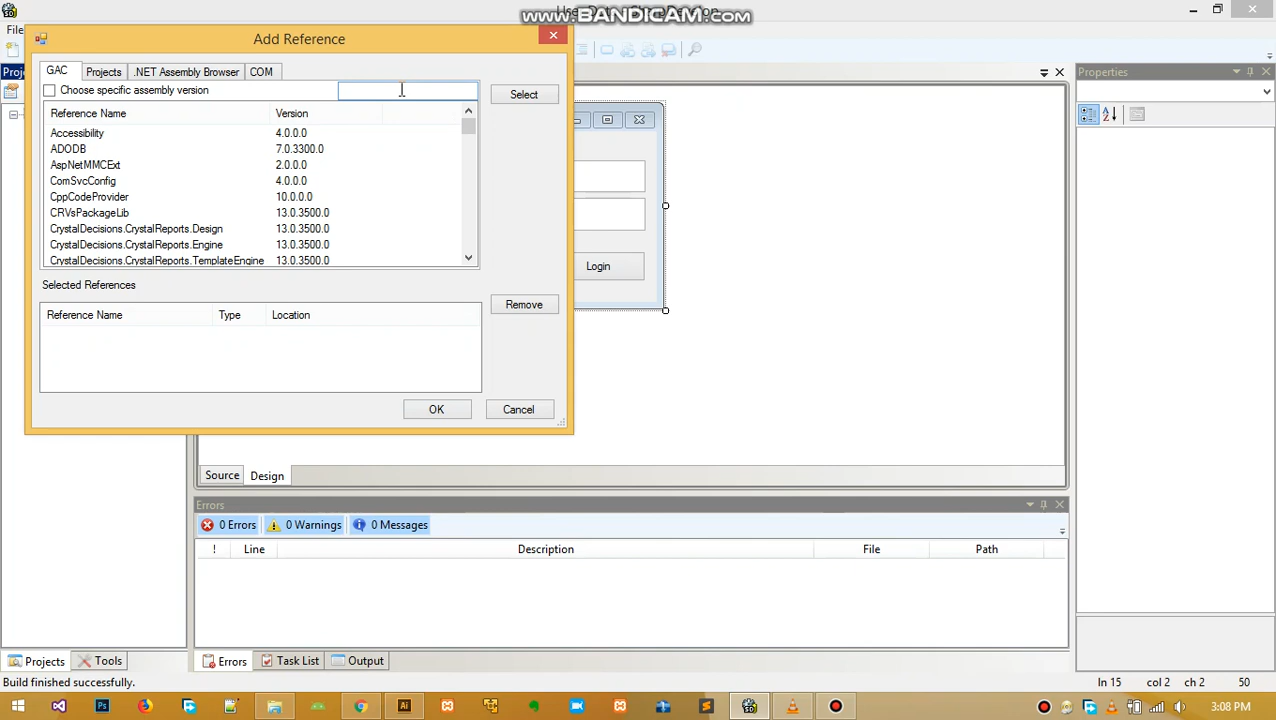 www.BANDICAM.com
File
Add Reference
Proj
GAC
Projects
.NET Assembly Browser
COM
Choose specific assembly version
Select
Reference Name Version
Accessibility 4.0.0.0
ADODB 7.0.3300.0
AspNetMMCExt 2.0.0.0
ComSvcConfig 4.0.0.0
CppCodeProvider 10.0.0.0
CRVsPackageLib 13.0.3500.0
CrystalDecisions.CrystalReports.Design 13.0.3500.0
CrystalDecisions.CrystalReports.Engine 13.0.3500.0
CrystalDecisions.CrystalReports.TemplateEngine 13.0.3500.0
Selected References
Remove
Reference Name Type Location
OK Cancel
Login
Properties
Source Design
Errors
0 Errors 0 Warnings 0 Messages
! Line Description File Path
Projects Tools
Errors Task List Output
Build finished successfully. ln 15 col 2 ch 2 50
3:08 PM